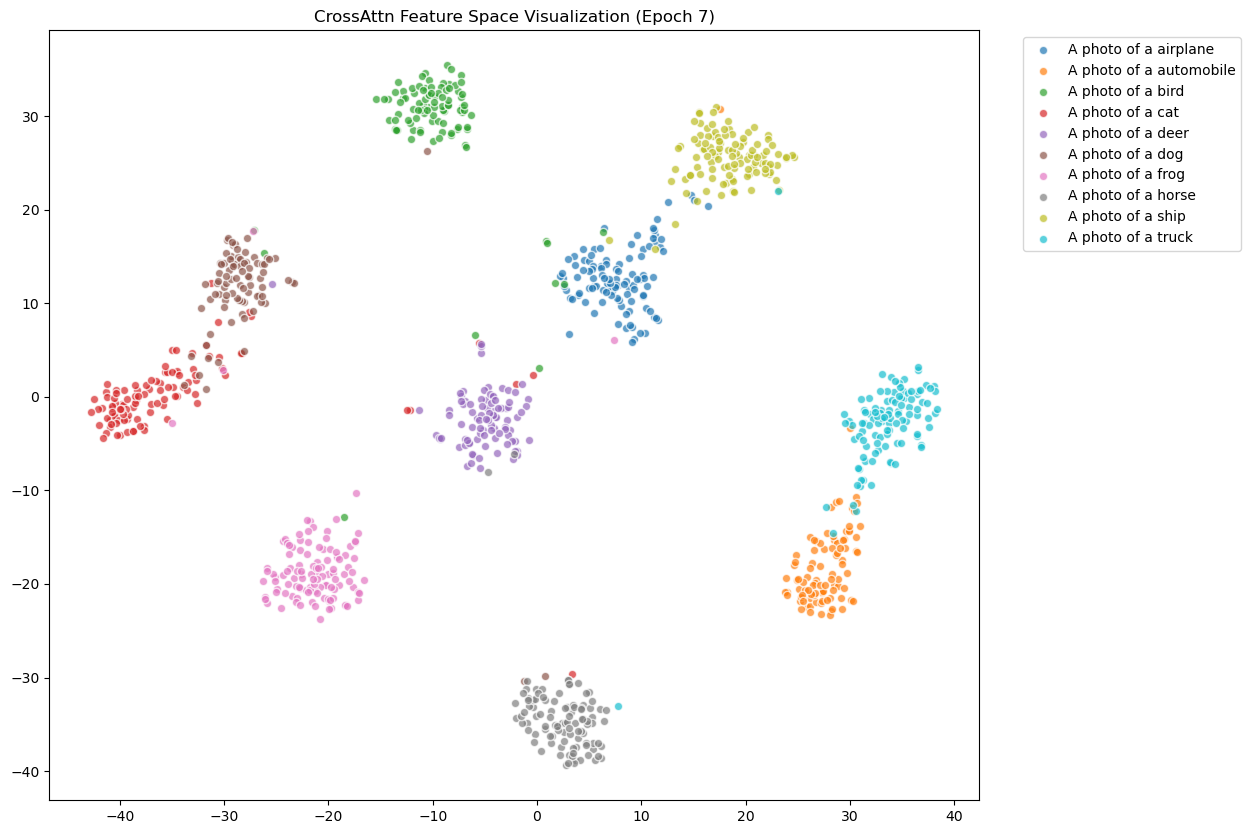 CrossAttn Feature Space Visualization (Epoch 7)
A photo of a airplane
A photo of a automobile
A photo of a bird
A photo of a cat
A photo of a deer
A photo of a dog
A photo of a frog
A photo of a horse
A photo of a ship
A photo of a truck
30
20
10
0
−10
−20
−30
−40
−40 −30 −20 −10 0 10 20 30 40